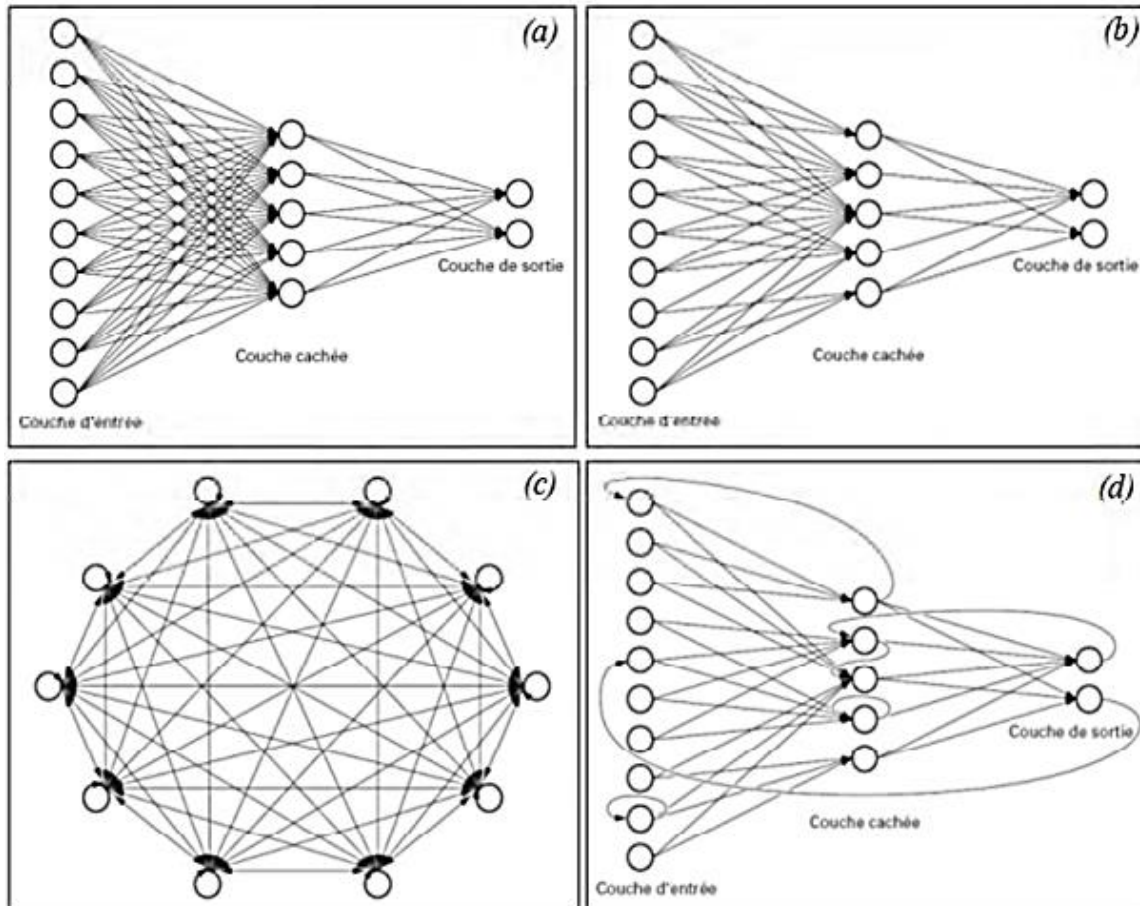 (a)
Couche de sortie
Couche cachée
Couche d'entrée
(b)
Couche de sortie
Couche cachée
Couche d'entrée
(c)
(d)
Couche de sortie
Couche cachée
Couche d'entrée